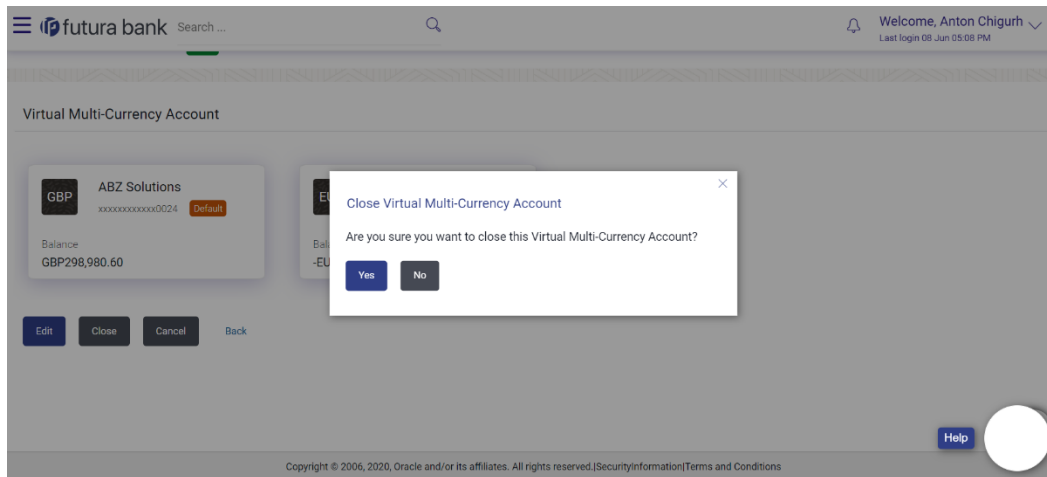 futura bank Search ...
Welcome, Anton Chigurh
Last login 08 Jun 05:08 PM
Virtual Multi-Currency Account
GBP
ABZ Solutions
xxxxxxxxxxxx0024 Default
Balance
GBP298,980.60
Close Virtual Multi-Currency Account
Are you sure you want to close this Virtual Multi-Currency Account?
Yes No
Edit Close Cancel Back
Help
Copyright © 2006, 2020, Oracle and/or its affiliates. All rights reserved.|SecurityInformation|Terms and Conditions